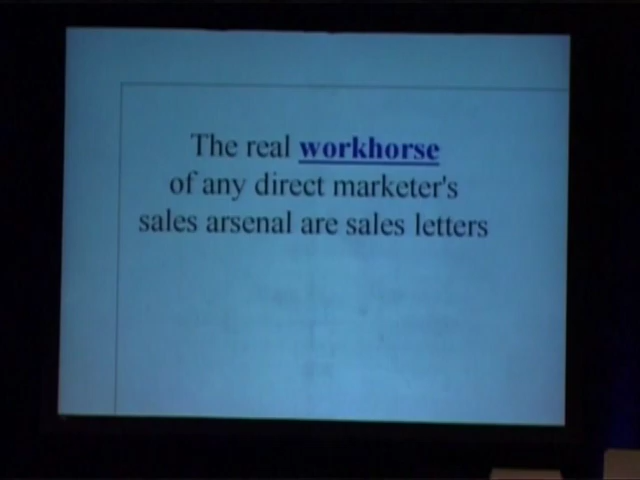 The real workhorse
of any direct marketer's
sales arsenal are sales letters